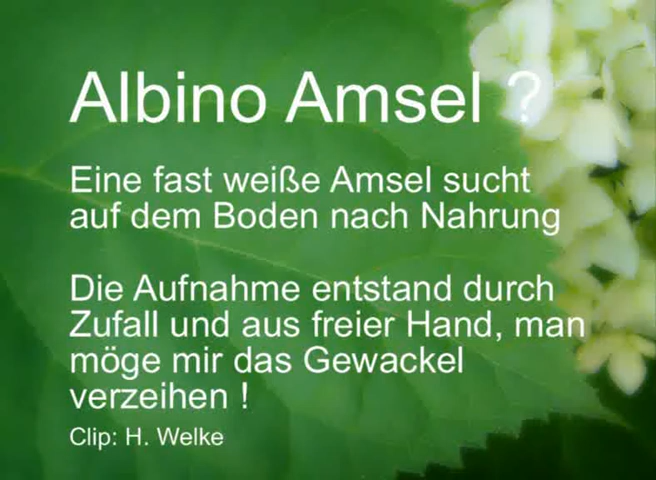 Albino Amsel ?
Eine fast weiße Amsel sucht
auf dem Boden nach Nahrung
Die Aufnahme entstand durch
Zufall und aus freier Hand, man
möge mir das Gewackel
verzeihen !
Clip: H. Welke